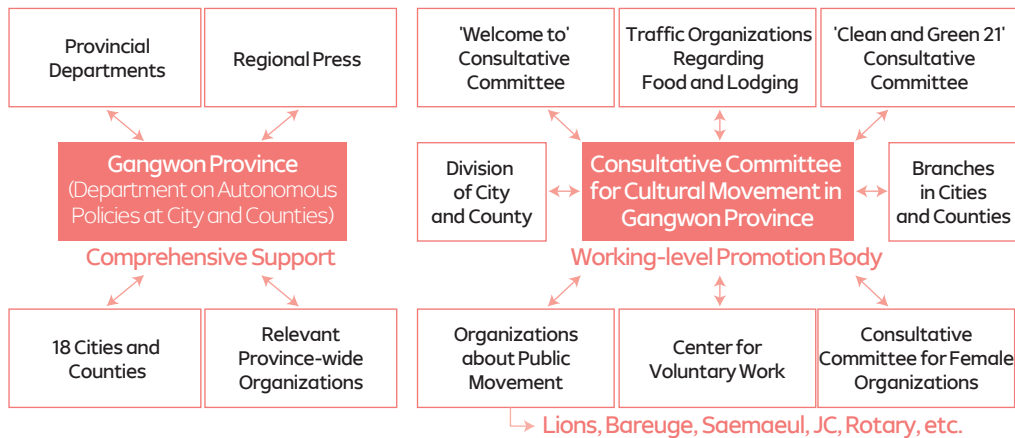 Provincial
Departments
Regional Press
Gangwon Province
(Department on Autonomous
Policies at City and Counties)
Comprehensive Support
18 Cities and
Counties
Relevant
Province-wide
Organizations
'Welcome to'
Consultative
Committee
Traffic Organizations
Regarding
Food and Lodging
'Clean and Green 21'
Consultative
Committee
Division
of City
and County
Consultative Committee
for Cultural Movement in
Gangwon Province
Branches
in Cities
and Counties
Working-level Promotion Body
Organizations
about Public
Movement
Center for
Voluntary Work
Consultative
Committee for Female
Organizations
Lions, Bareuge, Saemaeul, JC, Rotary, etc.